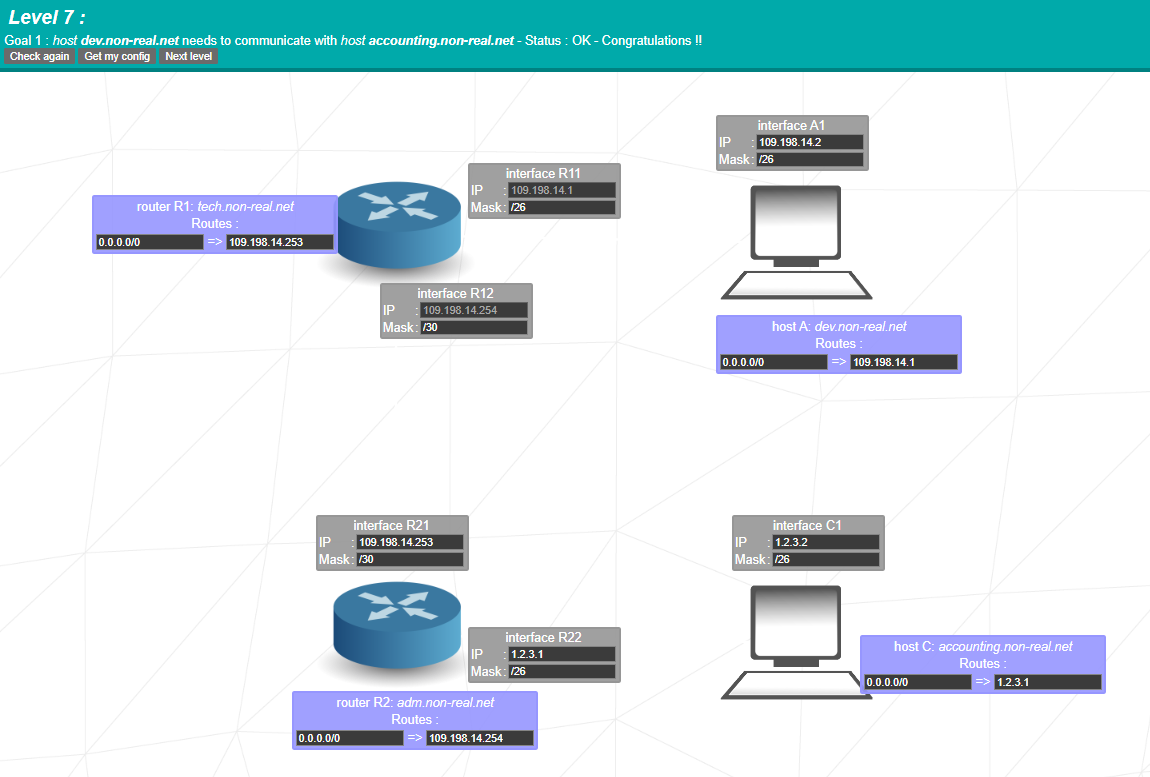 Level 7 :
Goal 1 : host dev.non-real.net needs to communicate with host accounting.non-real.net - Status : OK - Congratulations !!
Check again Get my config Next level
interface A1
IP : 109.198.14.2
Mask : /26
interface R11
IP : 109.198.14.1
Mask : /26
router R1: tech.non-real.net
Routes :
0.0.0.0/0 => 109.198.14.253
interface R12
IP : 109.198.14.254
Mask : /30
host A: dev.non-real.net
Routes :
0.0.0.0/0 => 109.198.14.1
interface R21
IP : 109.198.14.253
Mask : /30
interface C1
IP : 1.2.3.2
Mask : /26
interface R22
IP : 1.2.3.1
Mask : /26
host C: accounting.non-real.net
Routes :
0.0.0.0/0 => 1.2.3.1
router R2: adm.non-real.net
Routes :
0.0.0.0/0 => 109.198.14.254